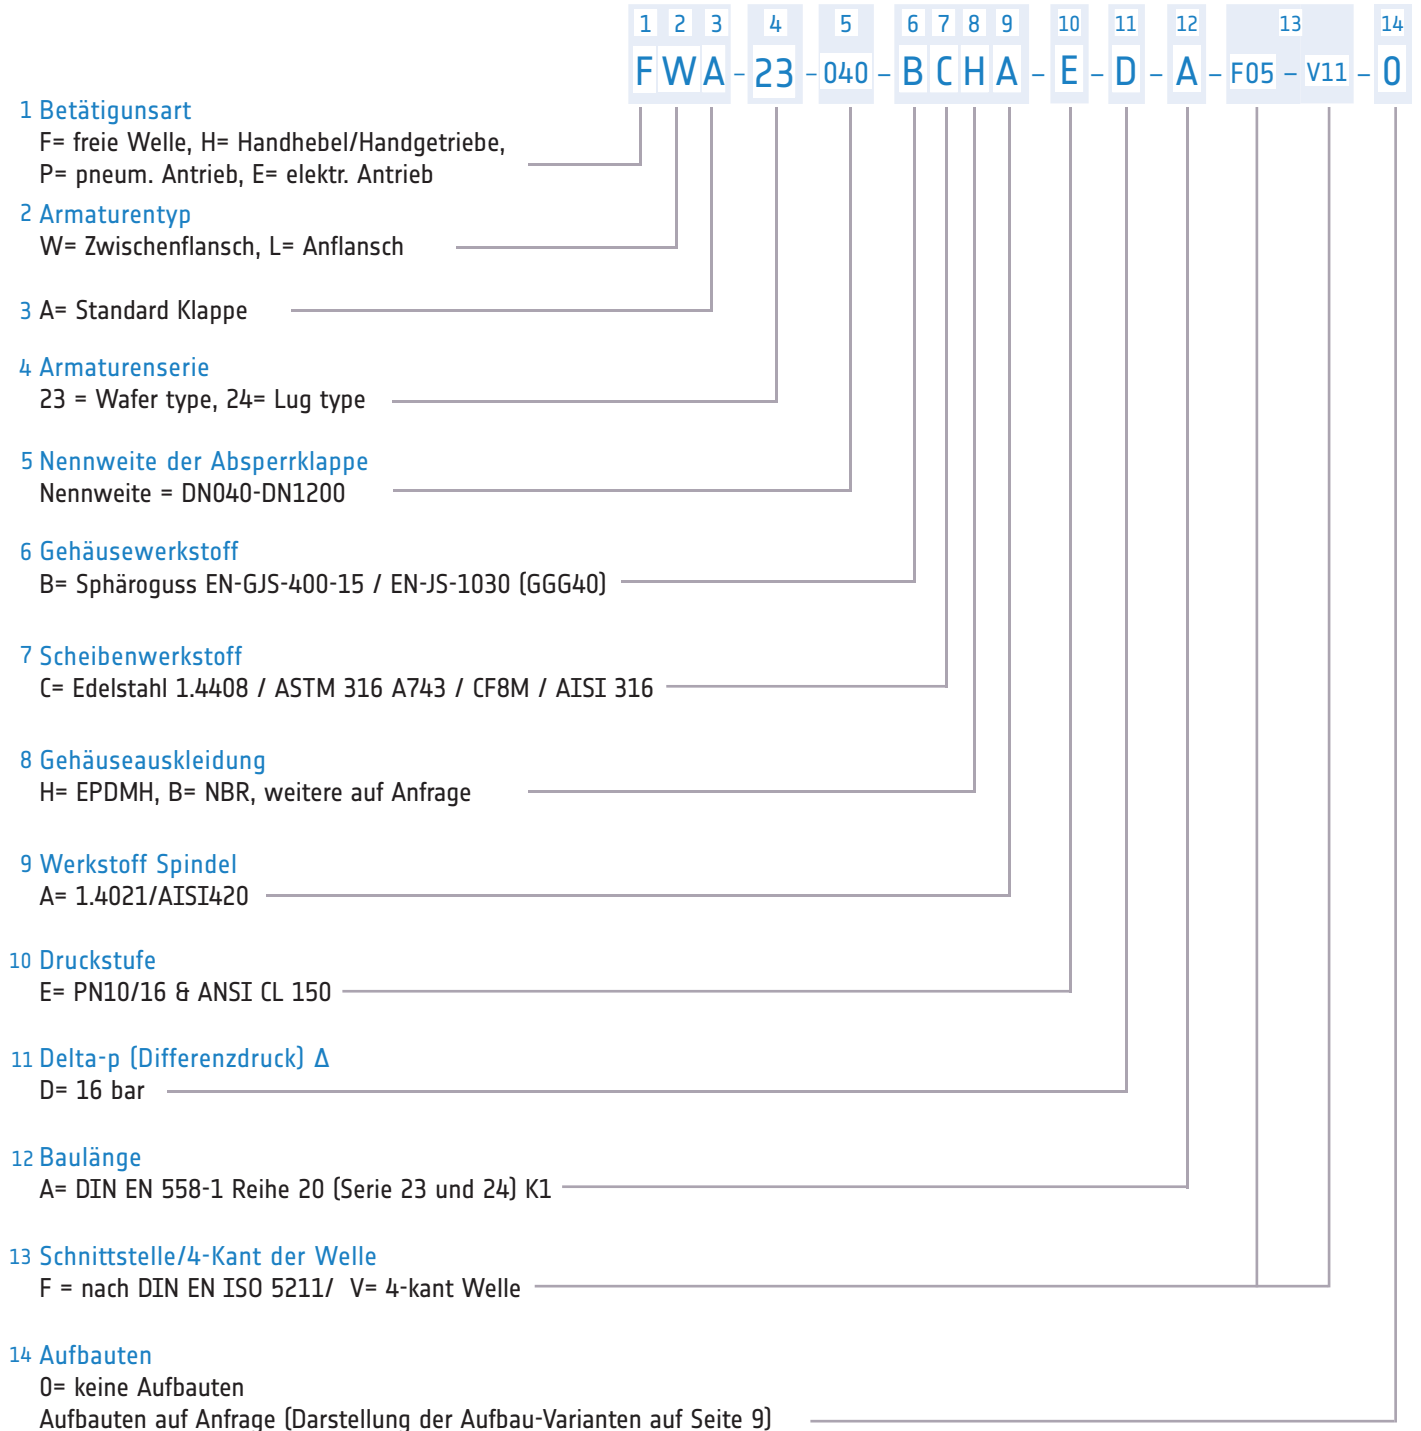 1 2 3 4 5 6 7 8 9 10 11 12 13 14
F W A – 23 – 040 – B C H A – E – D – A – F05 – V11 – 0
1 Betätigunsart
F= freie Welle, H= Handhebel/Handgetriebe,
P= pneum. Antrieb, E= elektr. Antrieb
2 Armaturentyp
W= Zwischenflansch, L= Anflansch
3 A= Standard Klappe
4 Armaturenserie
23 = Wafer type, 24= Lug type
5 Nennweite der Absperrklappe
Nennweite = DN040-DN1200
6 Gehäusewerkstoff
B= Sphäroguss EN-GJS-400-15 / EN-JS-1030 (GGG40)
7 Scheibenwerkstoff
C= Edelstahl 1.4408 / ASTM 316 A743 / CF8M / AISI 316
8 Gehäuseauskleidung
H= EPDMH, B= NBR, weitere auf Anfrage
9 Werkstoff Spindel
A= 1.4021/AISI420
10 Druckstufe
E= PN10/16 & ANSI CL 150
11 Delta-p (Differenzdruck) Δ
D= 16 bar
12 Baulänge
A= DIN EN 558-1 Reihe 20 (Serie 23 und 24) K1
13 Schnittstelle/4-Kant der Welle
F = nach DIN EN ISO 5211/ V= 4-kant Welle
14 Aufbauten
0= keine Aufbauten
Aufbauten auf Anfrage (Darstellung der Aufbau-Varianten auf Seite 9)